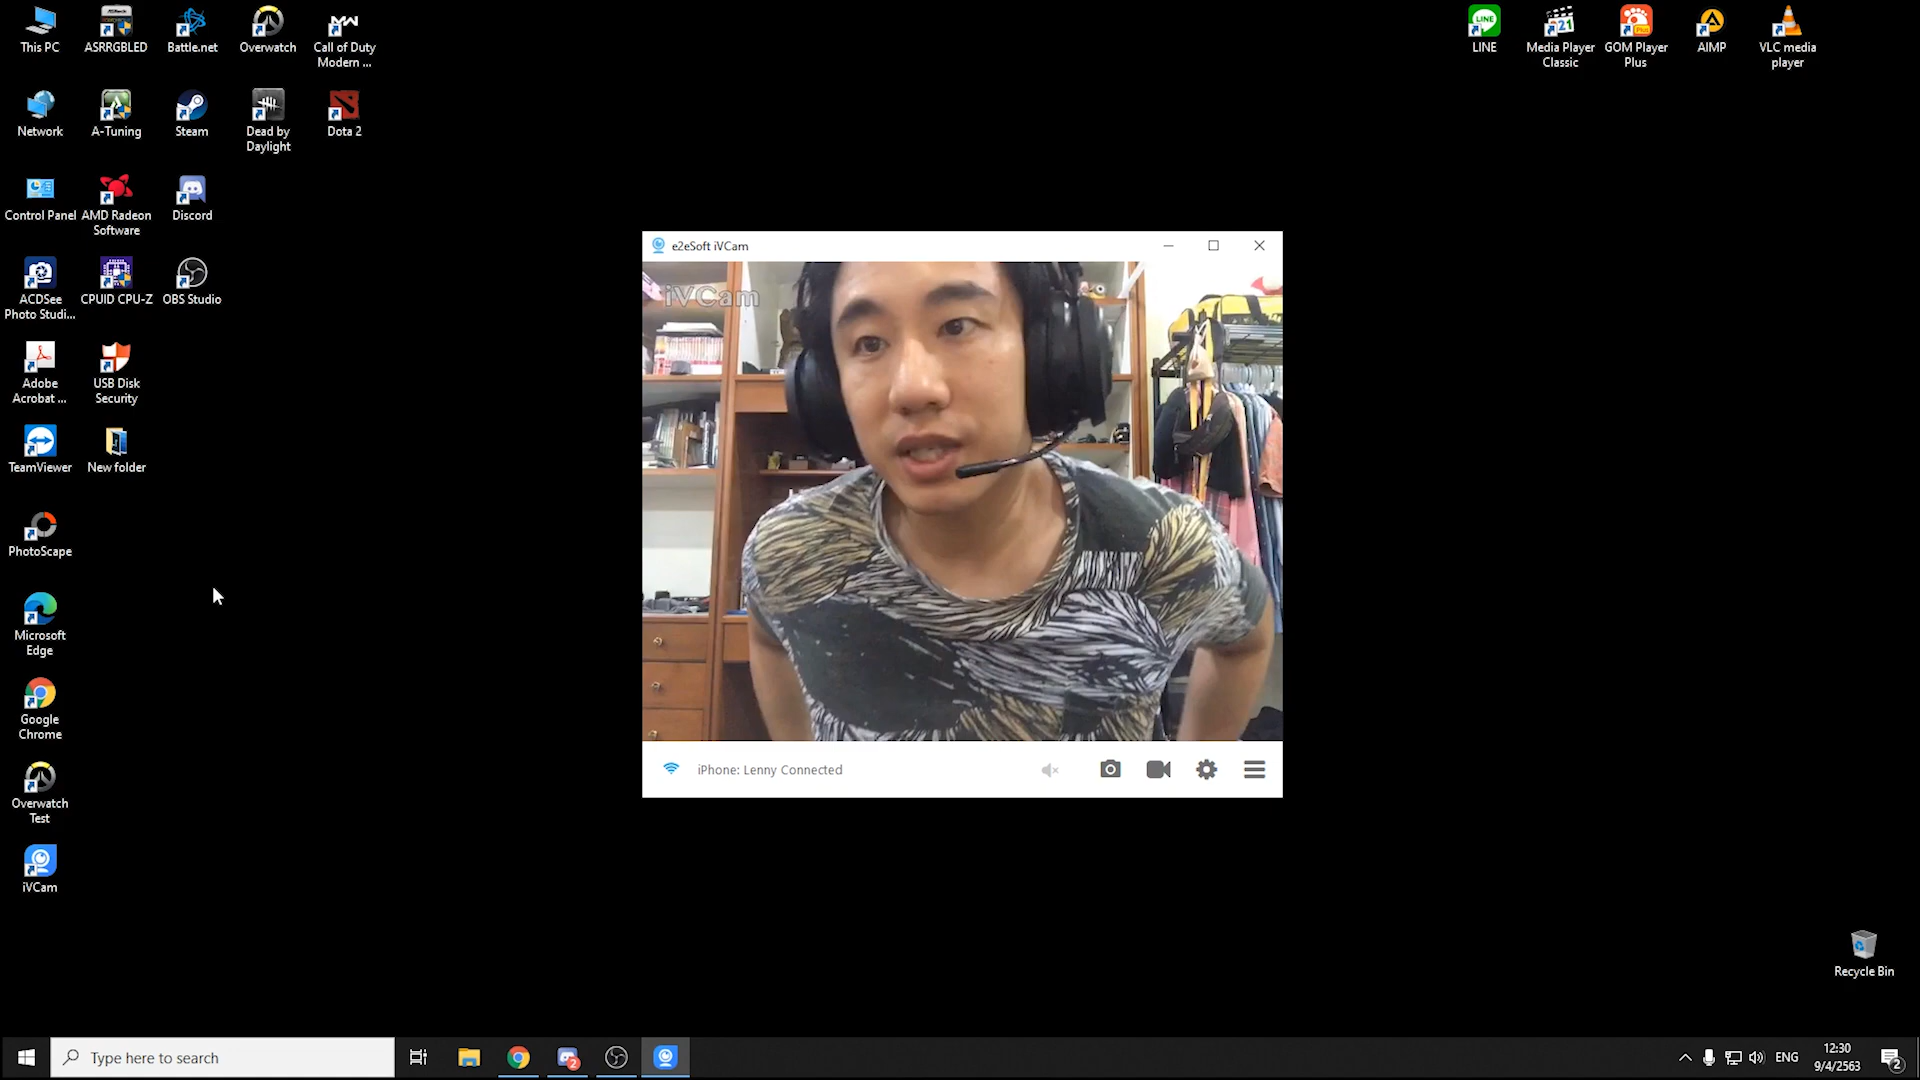 This PC
ASRRGBLED
Battle.net
Overwatch
Call of Duty
Modern ...
LINE
Media Player
Classic
GOM Player
Plus
AIMP
VLC media
player
Network
A-Tuning
Steam
Dead by
Daylight
Dota 2
Control Panel
AMD Radeon
Software
Discord
ACDSee
Photo Studi...
CPUID CPU-Z
OBS Studio
Adobe
Acrobat ...
USB Disk
Security
TeamViewer
New folder
PhotoScape
Microsoft
Edge
Google
Chrome
Overwatch
Test
iVCam
e2eSoft iVCam
iVCam
iPhone: Lenny Connected
Recycle Bin
Type here to search
2
ENG
12:30
9/4/2563
2